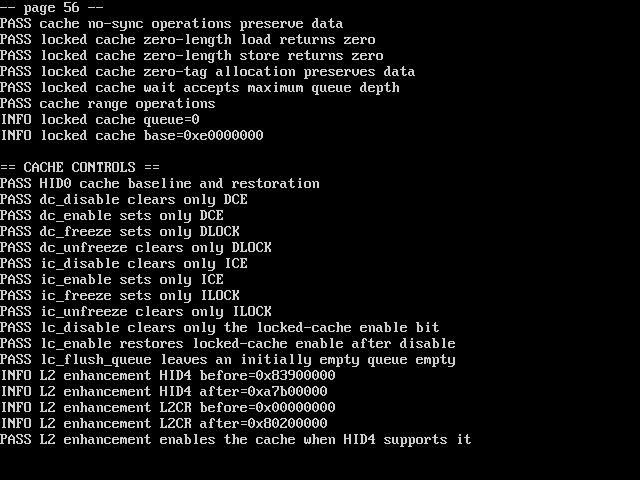 -- page 56 --
PASS cache no-sync operations preserve data
PASS locked cache zero-length load returns zero
PASS locked cache zero-length store returns zero
PASS locked cache zero-tag allocation preserves data
PASS locked cache wait accepts maximum queue depth
PASS cache range operations
INFO locked cache queue=0
INFO locked cache base=0xe0000000
== CACHE CONTROLS ==
PASS HID0 cache baseline and restoration
PASS dc_disable clears only DCE
PASS dc_enable sets only DCE
PASS dc_freeze sets only DLOCK
PASS dc_unfreeze clears only DLOCK
PASS ic_disable clears only ICE
PASS ic_enable sets only ICE
PASS ic_freeze sets only ILOCK
PASS ic_unfreeze clears only ILOCK
PASS lc_disable clears only the locked-cache enable bit
PASS lc_enable restores locked-cache enable after disable
PASS lc_flush_queue leaves an initially empty queue empty
INFO L2 enhancement HID4 before=0x83900000
INFO L2 enhancement HID4 after=0xa7b00000
INFO L2 enhancement L2CR before=0x00000000
INFO L2 enhancement L2CR after=0x80200000
PASS L2 enhancement enables the cache when HID4 supports it